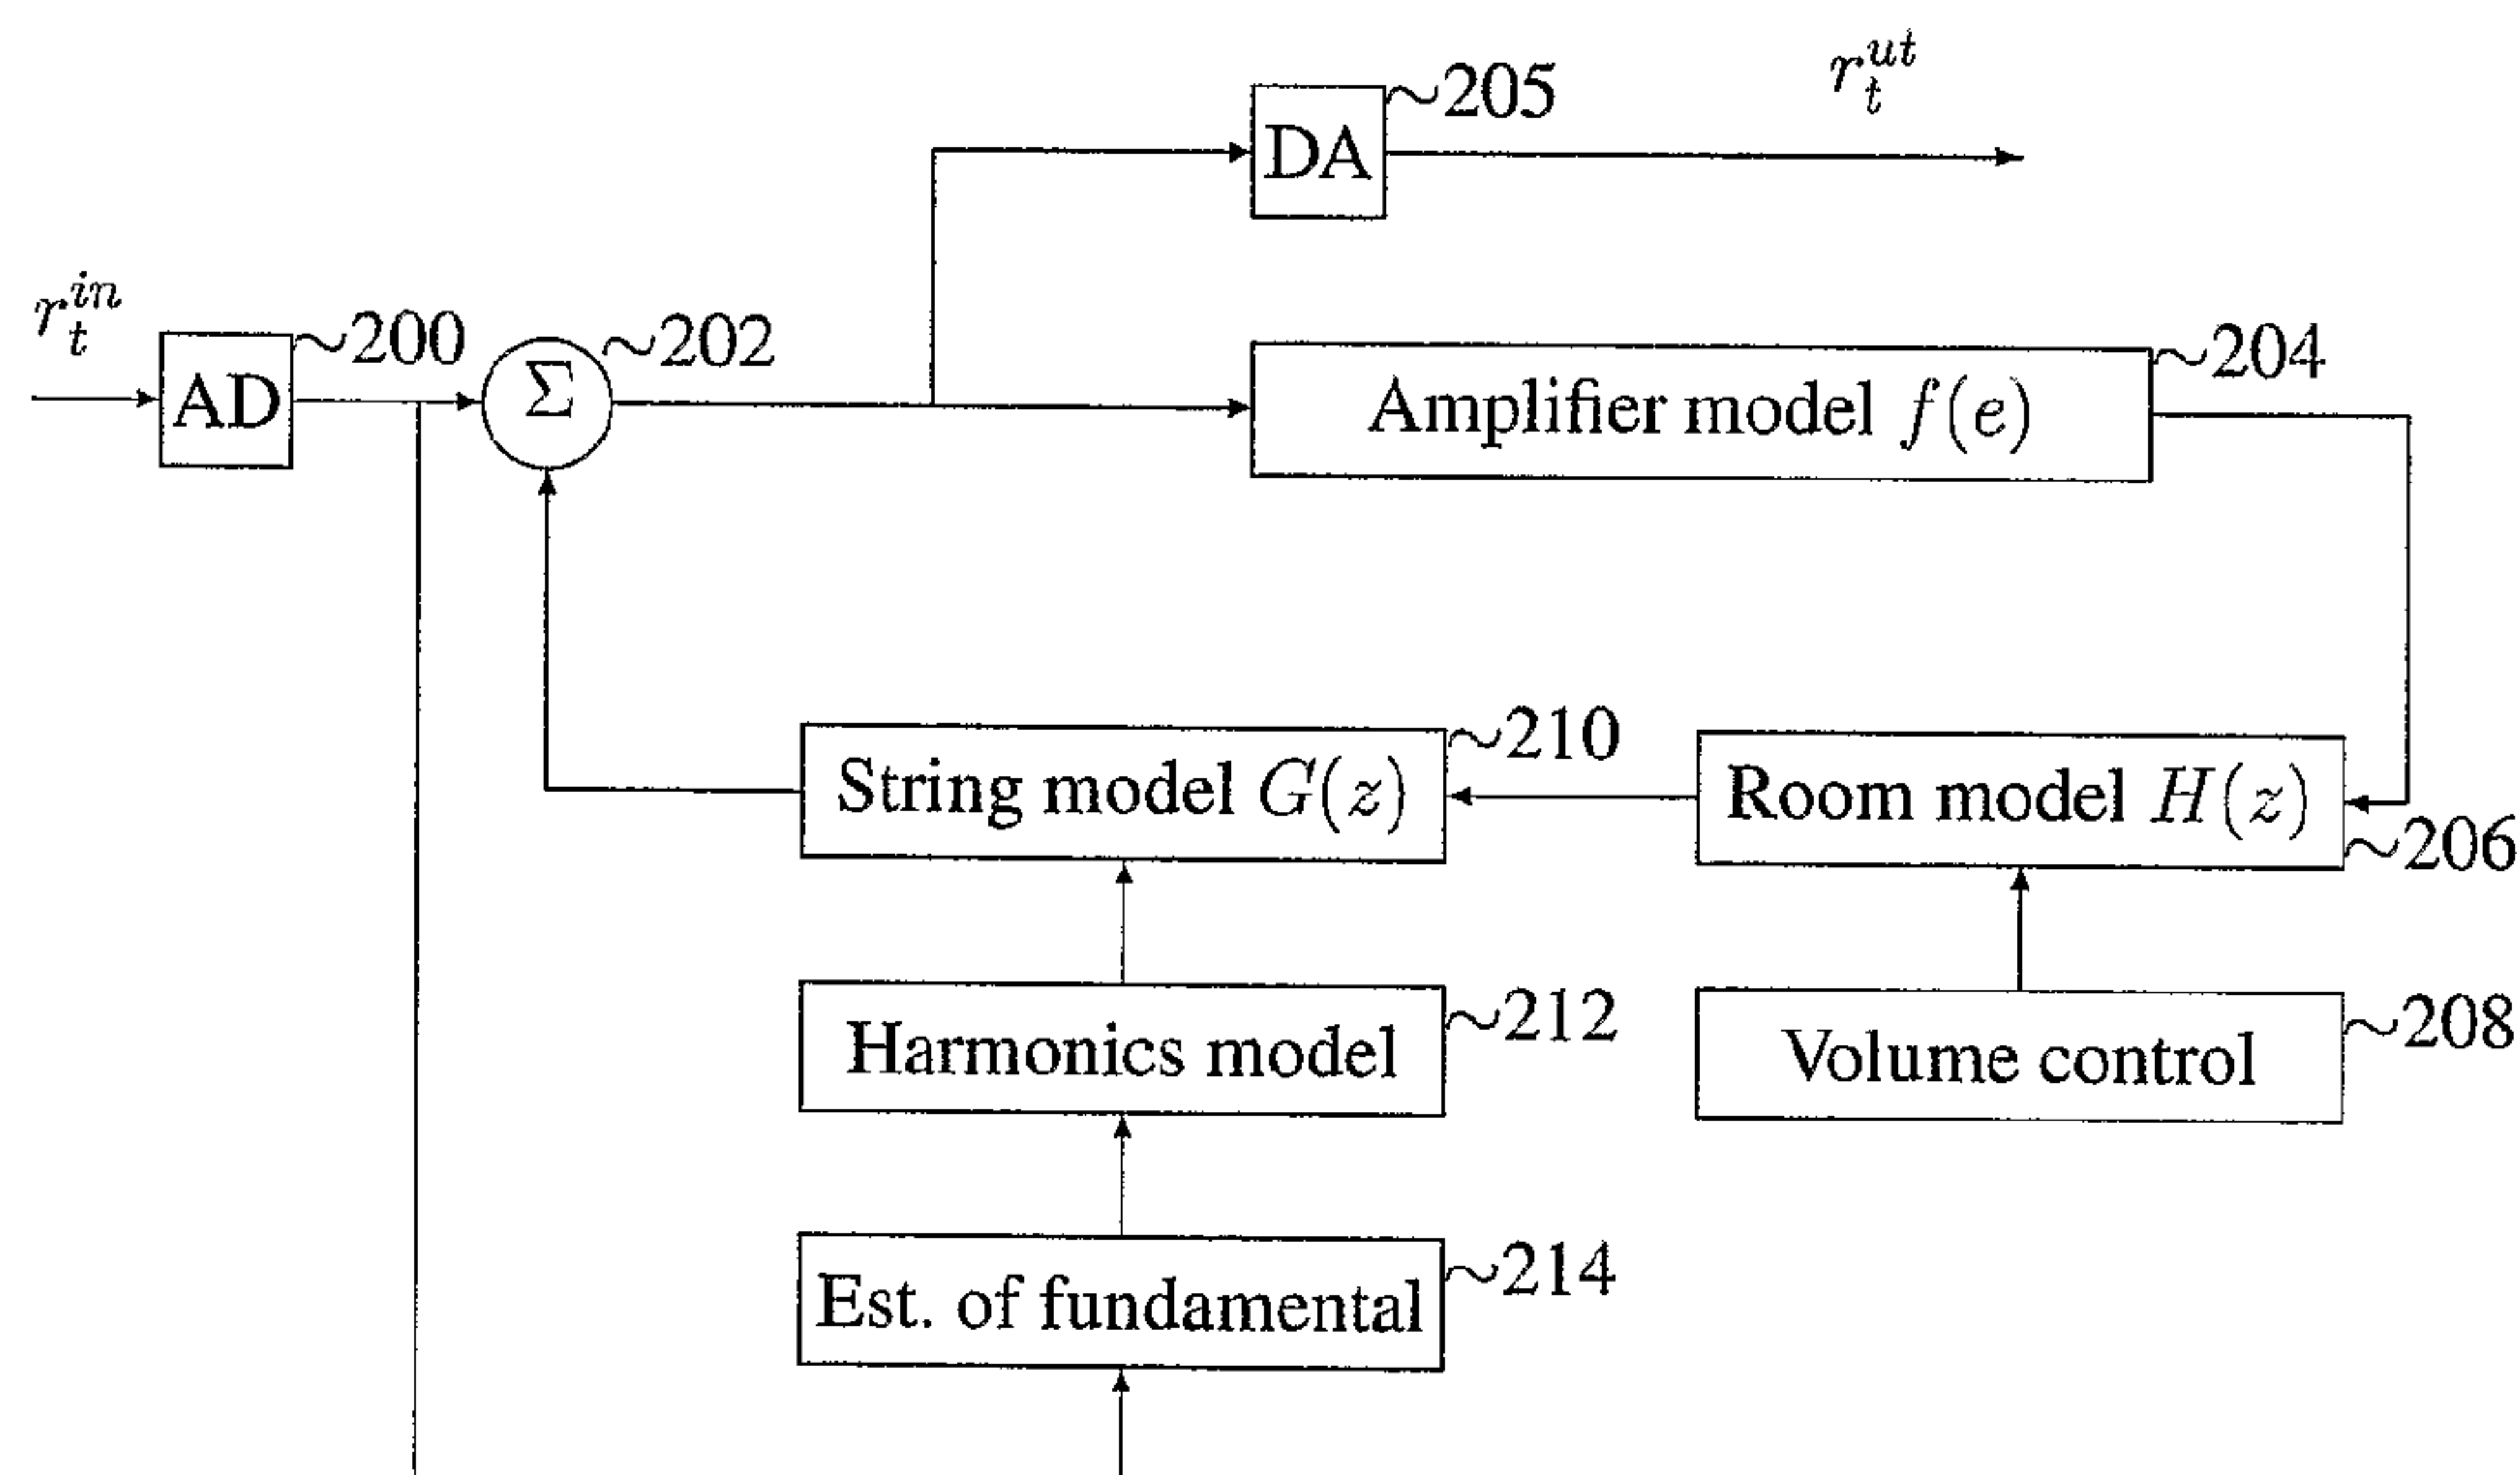 r_t^{ut}
~205
DA
r_t^{in}
~200
~202
~204
AD
Σ
Amplifier model f(e)
~210
String model G(z)
Room model H(z)
~206
~212
~208
Harmonics model
Volume control
~214
Est. of fundamental